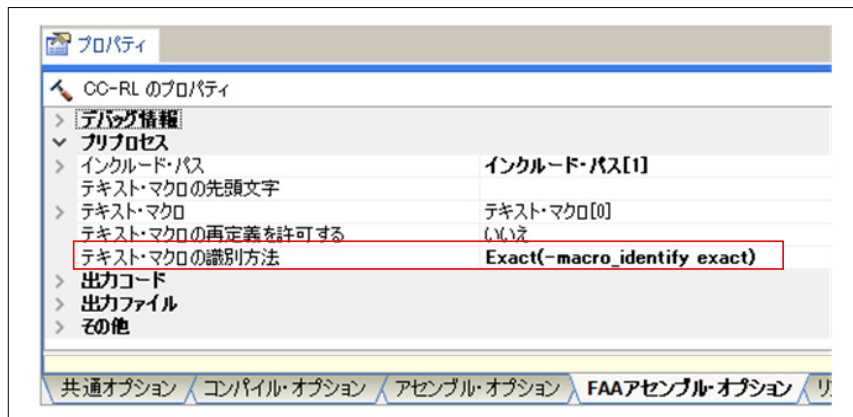 プロパティ
CC-RL のプロパティ
デバッグ情報
プリプロセス
インクルード・パス インクルード・パス[1]
テキスト・マクロの先頭文字
テキスト・マクロ テキスト・マクロ[0]
テキスト・マクロの再定義を許可する いいえ
テキスト・マクロの識別方法 Exact(-macro_identify exact)
出力コード
出力ファイル
その他
共通オプション コンパイル・オプション アセンブル・オプション FAAアセンブル・オプション リ